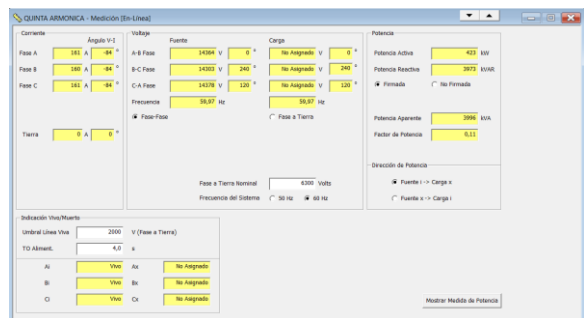 QUINTA ARMONICA - Medición [En-Línea]
Corriente
Ángulo V-I
Fase A 161 A -84 °
Fase B 160 A -84 °
Fase C 161 A -84 °
Tierra 0 A 0 °
Voltaje
Fuente Carga
A-B Fase 14384 V 0 ° No Asignado V 0 °
B-C Fase 14383 V 240 ° No Asignado V 240 °
C-A Fase 14378 V 120 ° No Asignado V 120 °
Frecuencia 59,97 Hz 59,97 Hz
Fase-Fase Fase a Tierra
Fase a Tierra Nominal 6300 Volts
Frecuencia del Sistema 50 Hz 60 Hz
Potencia
Potencia Activa 423 kW
Potencia Reactiva 3973 kVAR
Firmada No Firmada
Potencia Aparente 3996 kVA
Factor de Potencia 0,11
Dirección de Potencia
Fuente i -> Carga x
Fuente x -> Carga i
Indicación Vivo/Muerto
Umbral Línea Viva 2000 V (Fase a Tierra)
TO Aliment. 4,0 s
Ai Vivo Ax No Asignado
Bi Vivo Bx No Asignado
Ci Vivo Cx No Asignado
Mostrar Medida de Potencia